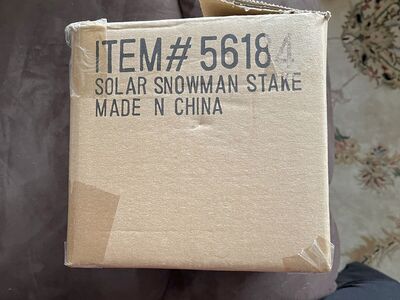 ITEM# 56184
SOLAR SNOWMAN STAKE
MADE N CHINA